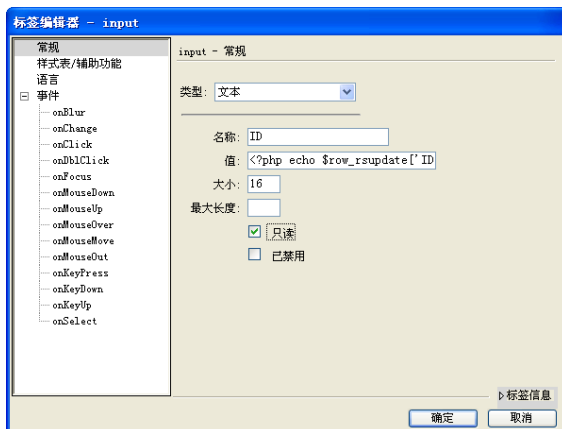 标签编辑器 - input
常规
样式表/辅助功能
语言
事件
onBlur
onChange
onClick
onDblClick
onFocus
onMouseDown
onMouseUp
onMouseOver
onMouseMove
onMouseOut
onKeyPress
onKeyDown
onKeyUp
onSelect
input - 常规
类型: 文本
名称: ID
值: <?php echo $row_rsupdate['ID
大小: 16
最大长度:
只读
已禁用
标签信息
确定 取消